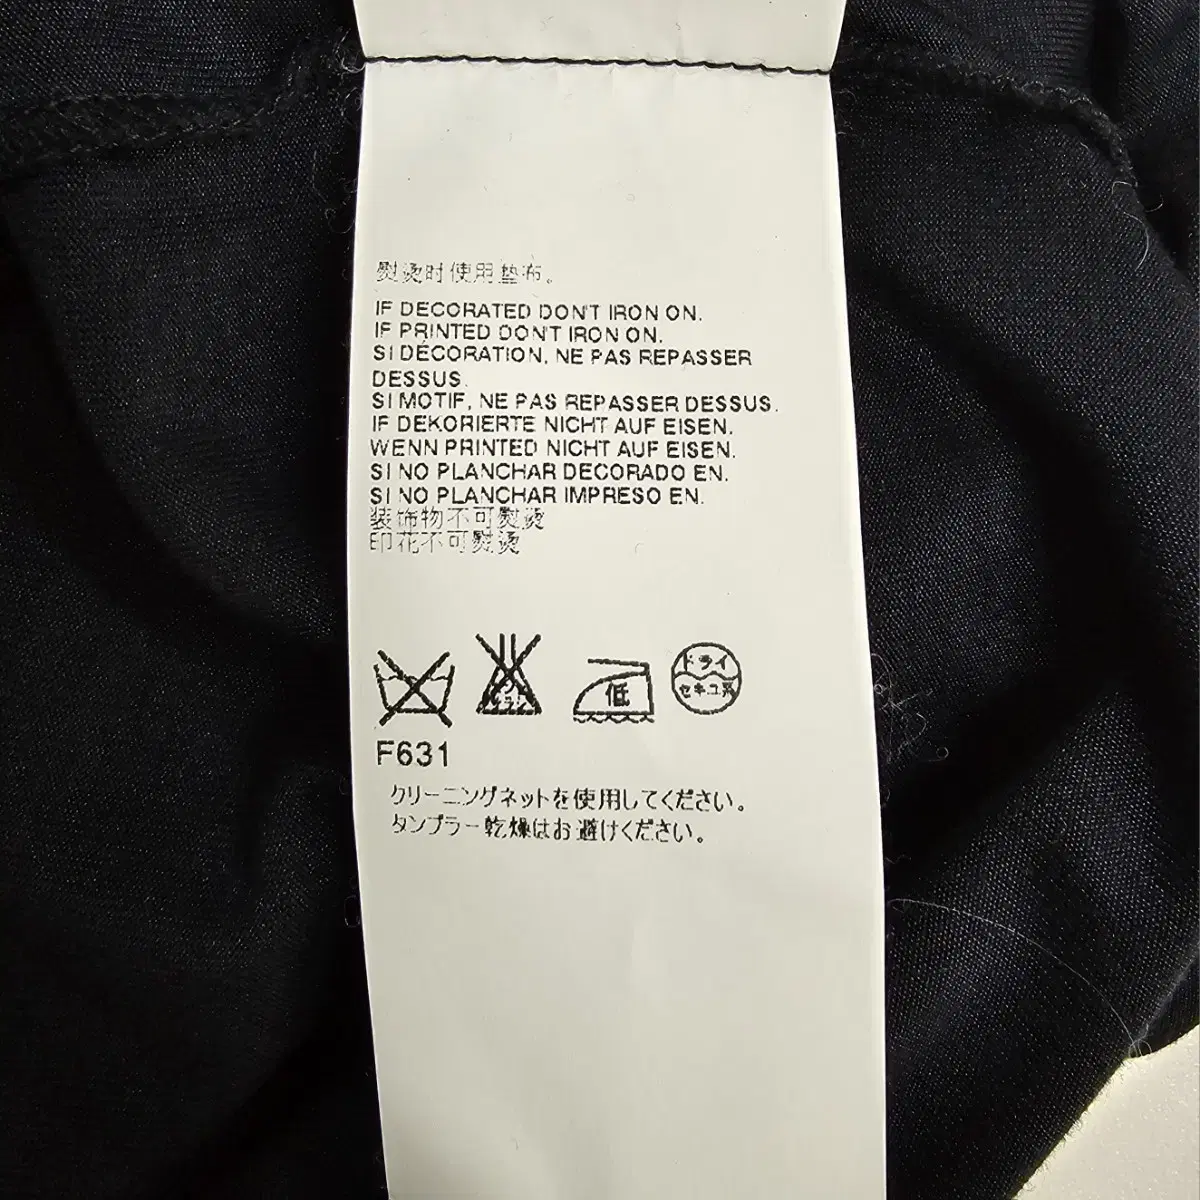 熨烫时使用垫布。
IF DECORATED DON'T IRON ON.
IF PRINTED DON'T IRON ON.
SI DÉCORATION, NE PAS REPASSER
DESSUS.
SI MOTIF, NE PAS REPASSER DESSUS.
IF DEKORIERTE NICHT AUF EISEN.
WENN PRINTED NICHT AUF EISEN.
SI NO PLANCHAR DECORADO EN.
SI NO PLANCHAR IMPRESO EN.
装饰物不可熨烫
印花不可熨烫
低
ドライ
セキユ系
F631
クリーニングネットを使用してください。
タンブラー乾燥はお避けください。